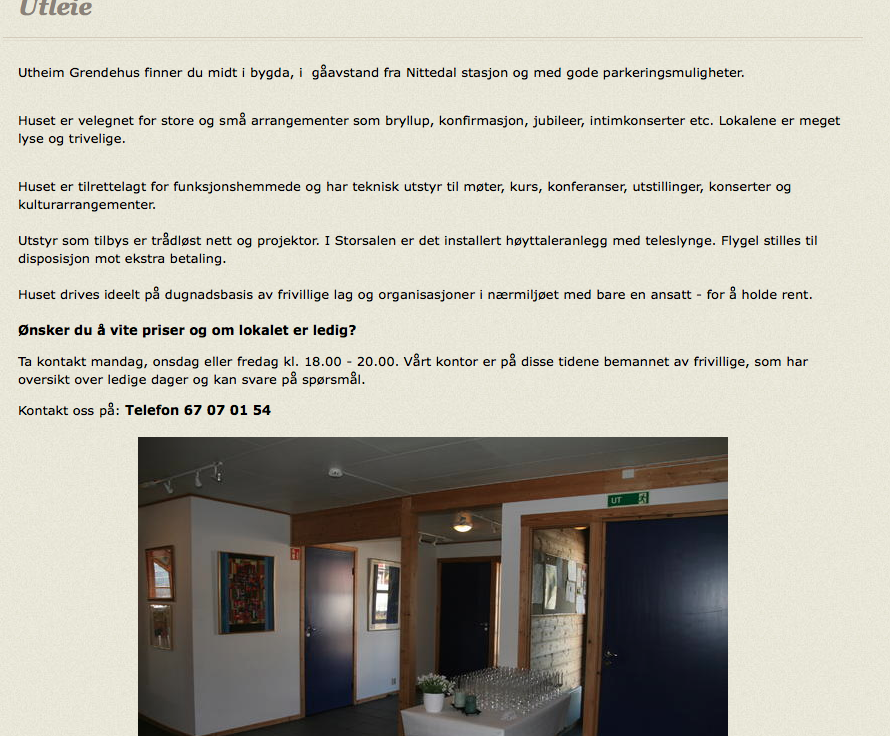 Utleie
Utheim Grendehus finner du midt i bygda, i  gåavstand fra Nittedal stasjon og med gode parkeringsmuligheter.
Huset er velegnet for store og små arrangementer som bryllup, konfirmasjon, jubileer, intimkonserter etc. Lokalene er meget
lyse og trivelige.
Huset er tilrettelagt for funksjonshemmede og har teknisk utstyr til møter, kurs, konferanser, utstillinger, konserter og
kulturarrangementer.
Utstyr som tilbys er trådløst nett og projektor. I Storsalen er det installert høyttaleranlegg med teleslynge. Flygel stilles til
disposisjon mot ekstra betaling.
Huset drives ideelt på dugnadsbasis av frivillige lag og organisasjoner i nærmiljøet med bare en ansatt - for å holde rent.
Ønsker du å vite priser og om lokalet er ledig?
Ta kontakt mandag, onsdag eller fredag kl. 18.00 - 20.00. Vårt kontor er på disse tidene bemannet av frivillige, som har
oversikt over ledige dager og kan svare på spørsmål.
Kontakt oss på: Telefon 67 07 01 54
UT